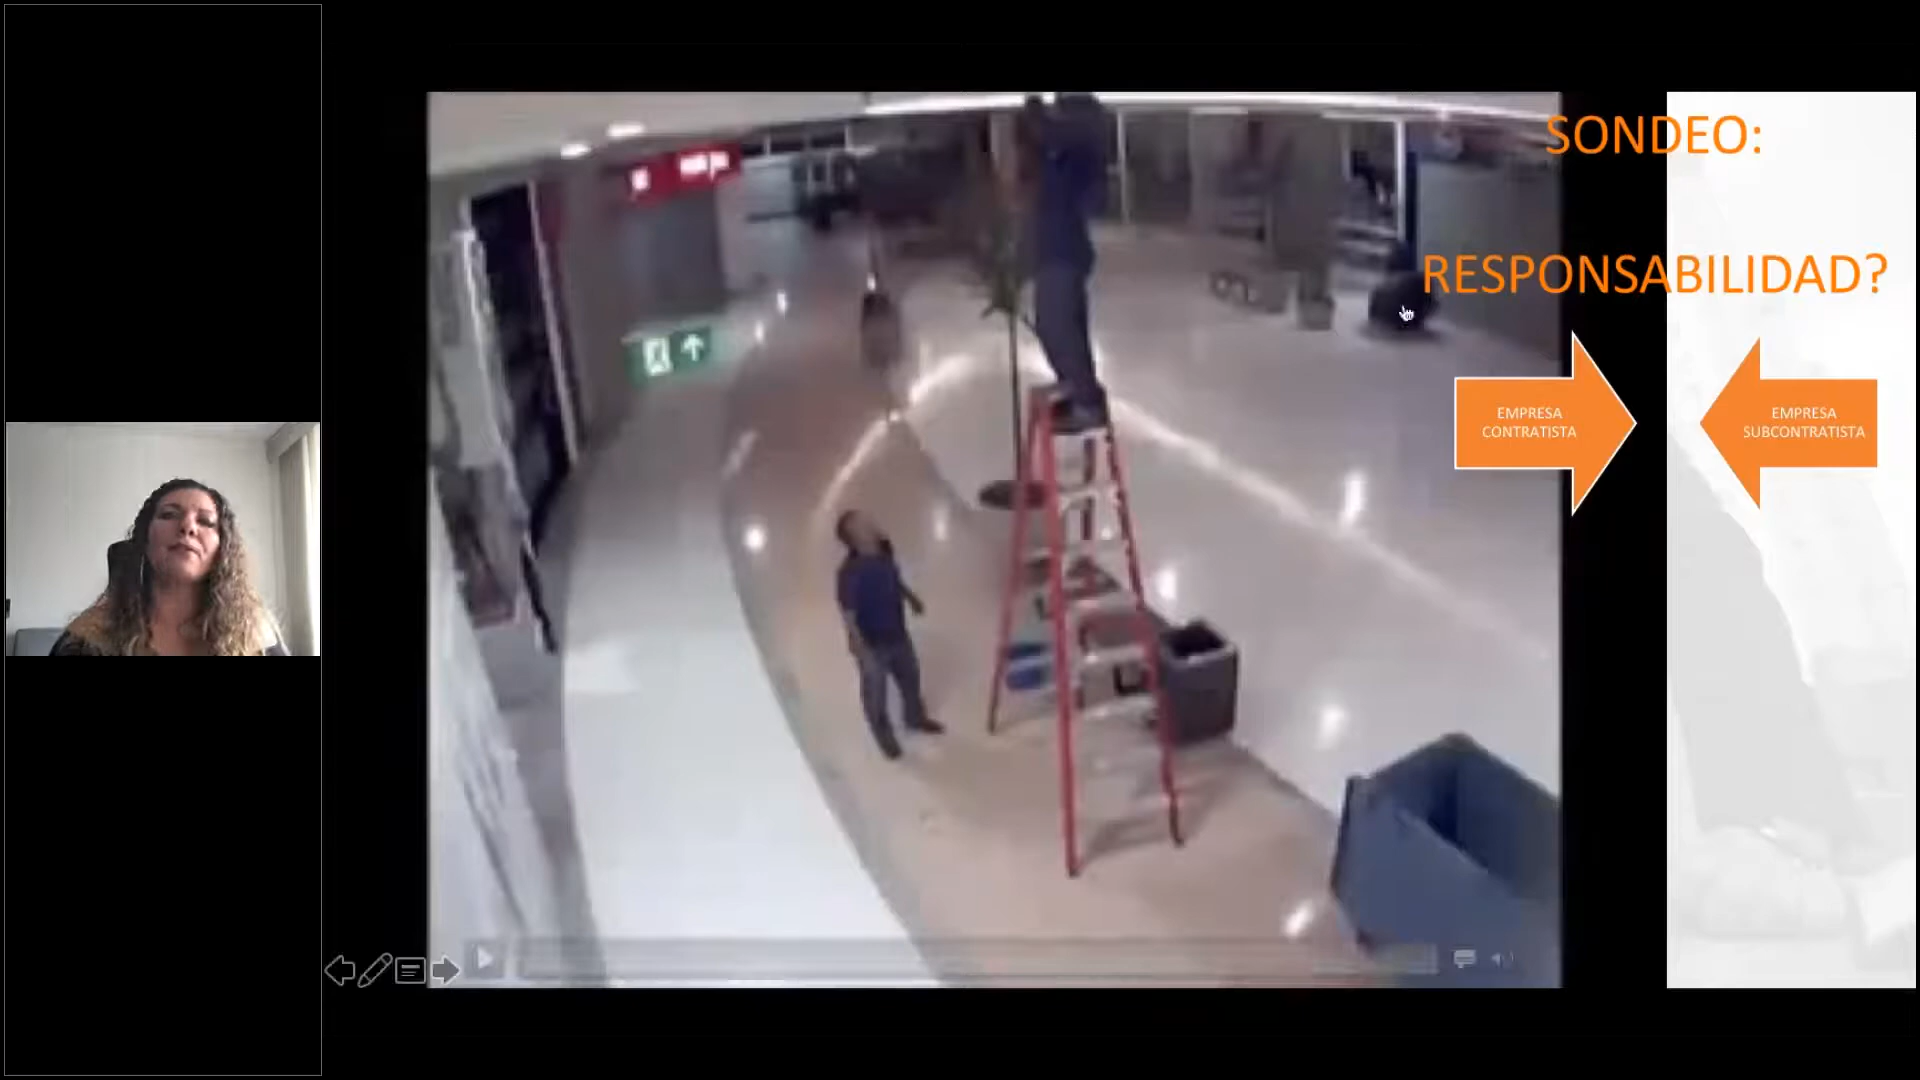 SONDEO:
RESPONSABILIDAD?
EMPRESA
CONTRATISTA
EMPRESA
SUBCONTRATISTA